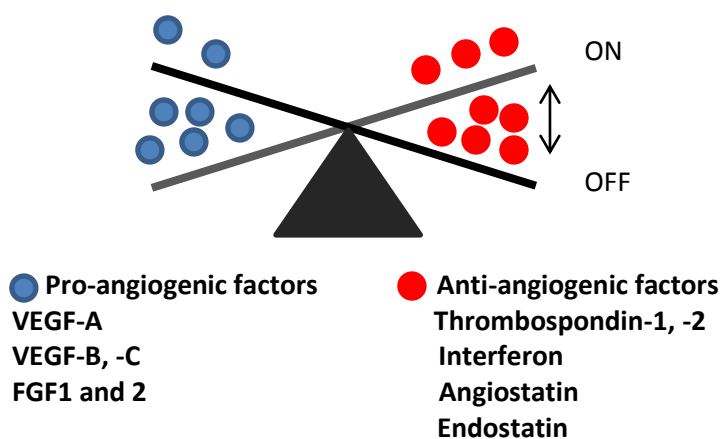 ON
OFF
Pro-angiogenic factors
VEGF-A
VEGF-B, -C
FGF1 and 2
Anti-angiogenic factors
Thrombospondin-1, -2
Interferon
Angiostatin
Endostatin